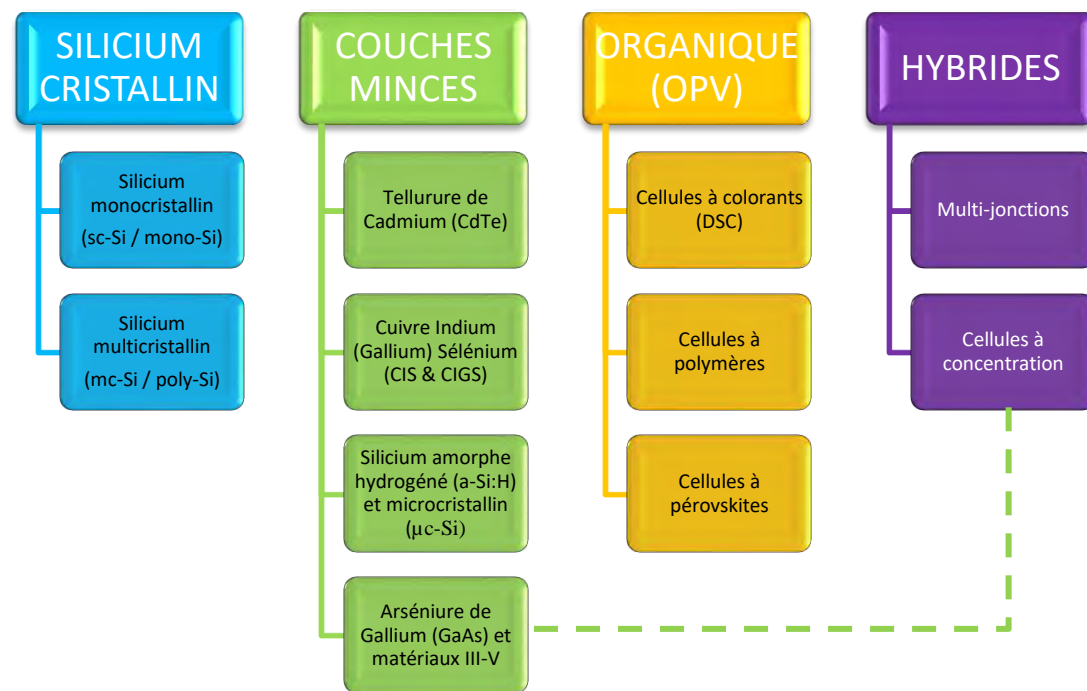 SILICIUM
CRISTALLIN
Silicium
monocristallin
(sc-Si / mono-Si)
Silicium
multicristallin
(mc-Si / poly-Si)
COUCHES
MINCES
Tellurure de
Cadmium (CdTe)
Cuivre Indium
(Gallium) Sélénium
(CIS & CIGS)
Silicium amorphe
hydrogéné (a-Si:H)
et microcristallin
(µc-Si)
Arséniure de
Gallium (GaAs) et
matériaux III-V
ORGANIQUE
(OPV)
Cellules à colorants
(DSC)
Cellules à
polymères
Cellules à
pérovskites
HYBRIDES
Multi-jonctions
Cellules à
concentration